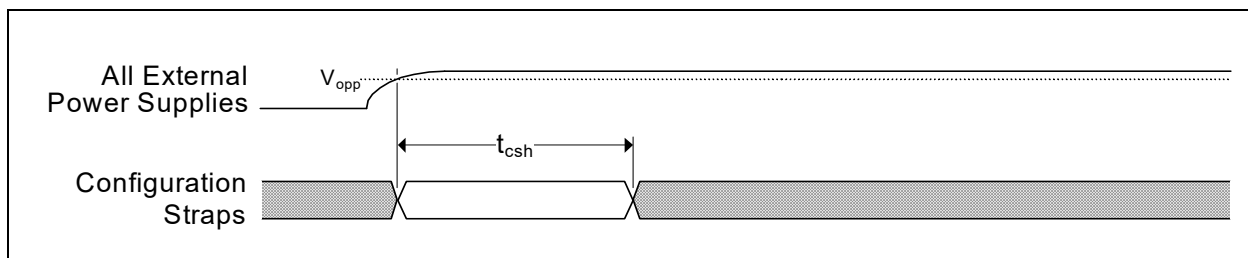 All External
Power Supplies
Vopp
tcsh
Configuration
Straps